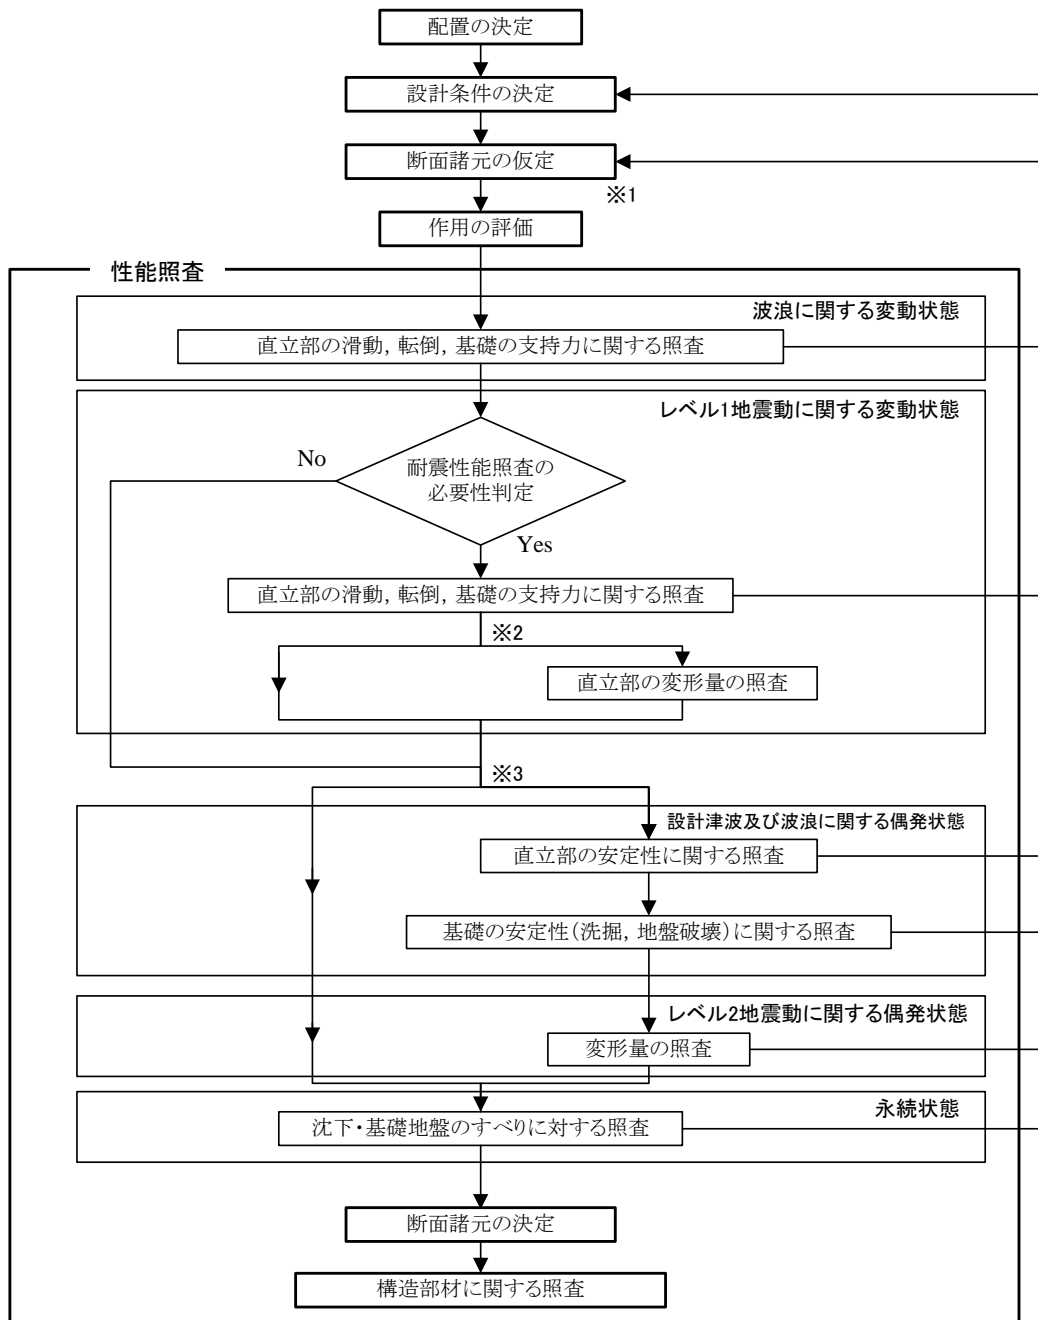 配置の決定
設計条件の決定
断面諸元の仮定
※1
作用の評価
性能照査
波浪に関する変動状態
直立部の滑動, 転倒, 基礎の支持力に関する照査
レベル1地震動に関する変動状態
No
耐震性能照査の
必要性判定
Yes
直立部の滑動, 転倒, 基礎の支持力に関する照査
※2
直立部の変形量の照査
※3
設計津波及び波浪に関する偶発状態
直立部の安定性に関する照査
基礎の安定性(洗掘, 地盤破壊)に関する照査
レベル2地震動に関する偶発状態
変形量の照査
永続状態
沈下・基礎地盤のすべりに対する照査
断面諸元の決定
構造部材に関する照査